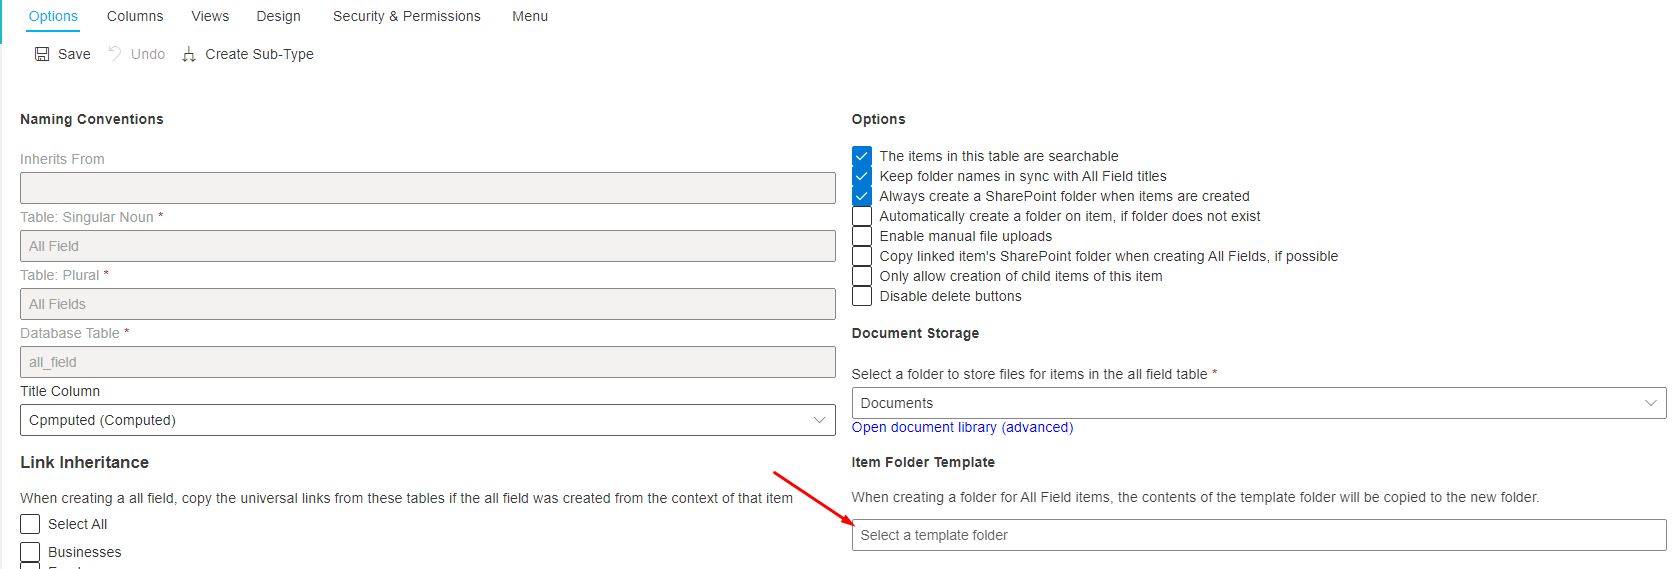 Options Columns Views Design Security & Permissions Menu
Save Undo Create Sub-Type
Naming Conventions
Inherits From
Table: Singular Noun *
All Field
Table: Plural *
All Fields
Database Table *
all_field
Title Column
Cpmputed (Computed)
Link Inheritance
When creating a all field, copy the universal links from these tables if the all field was created from the context of that item
Select All
Businesses
Options
The items in this table are searchable
Keep folder names in sync with All Field titles
Always create a SharePoint folder when items are created
Automatically create a folder on item, if folder does not exist
Enable manual file uploads
Copy linked item's SharePoint folder when creating All Fields, if possible
Only allow creation of child items of this item
Disable delete buttons
Document Storage
Select a folder to store files for items in the all field table *
Documents
Open document library (advanced)
Item Folder Template
When creating a folder for All Field items, the contents of the template folder will be copied to the new folder.
Select a template folder